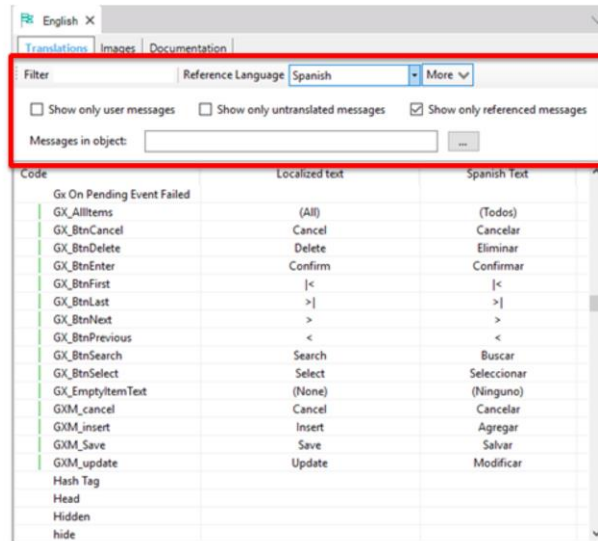 English X
Translations Images Documentation
Filter Reference Language Spanish More
Show only user messages Show only untranslated messages Show only referenced messages
Messages in object: ...
Code Localized text Spanish Text
Gx On Pending Event Failed
GX_AllItems (All) (Todos)
GX_BtnCancel Cancel Cancelar
GX_BtnDelete Delete Eliminar
GX_BtnEnter Confirm Confirmar
GX_BtnFirst |< |<
GX_BtnLast >| >|
GX_BtnNext > >
GX_BtnPrevious < <
GX_BtnSearch Search Buscar
GX_BtnSelect Select Seleccionar
GX_EmptyItemText (None) (Ninguno)
GXM_cancel Cancel Cancelar
GXM_insert Insert Agregar
GXM_Save Save Salvar
GXM_update Update Modificar
Hash Tag
Head
Hidden
hide